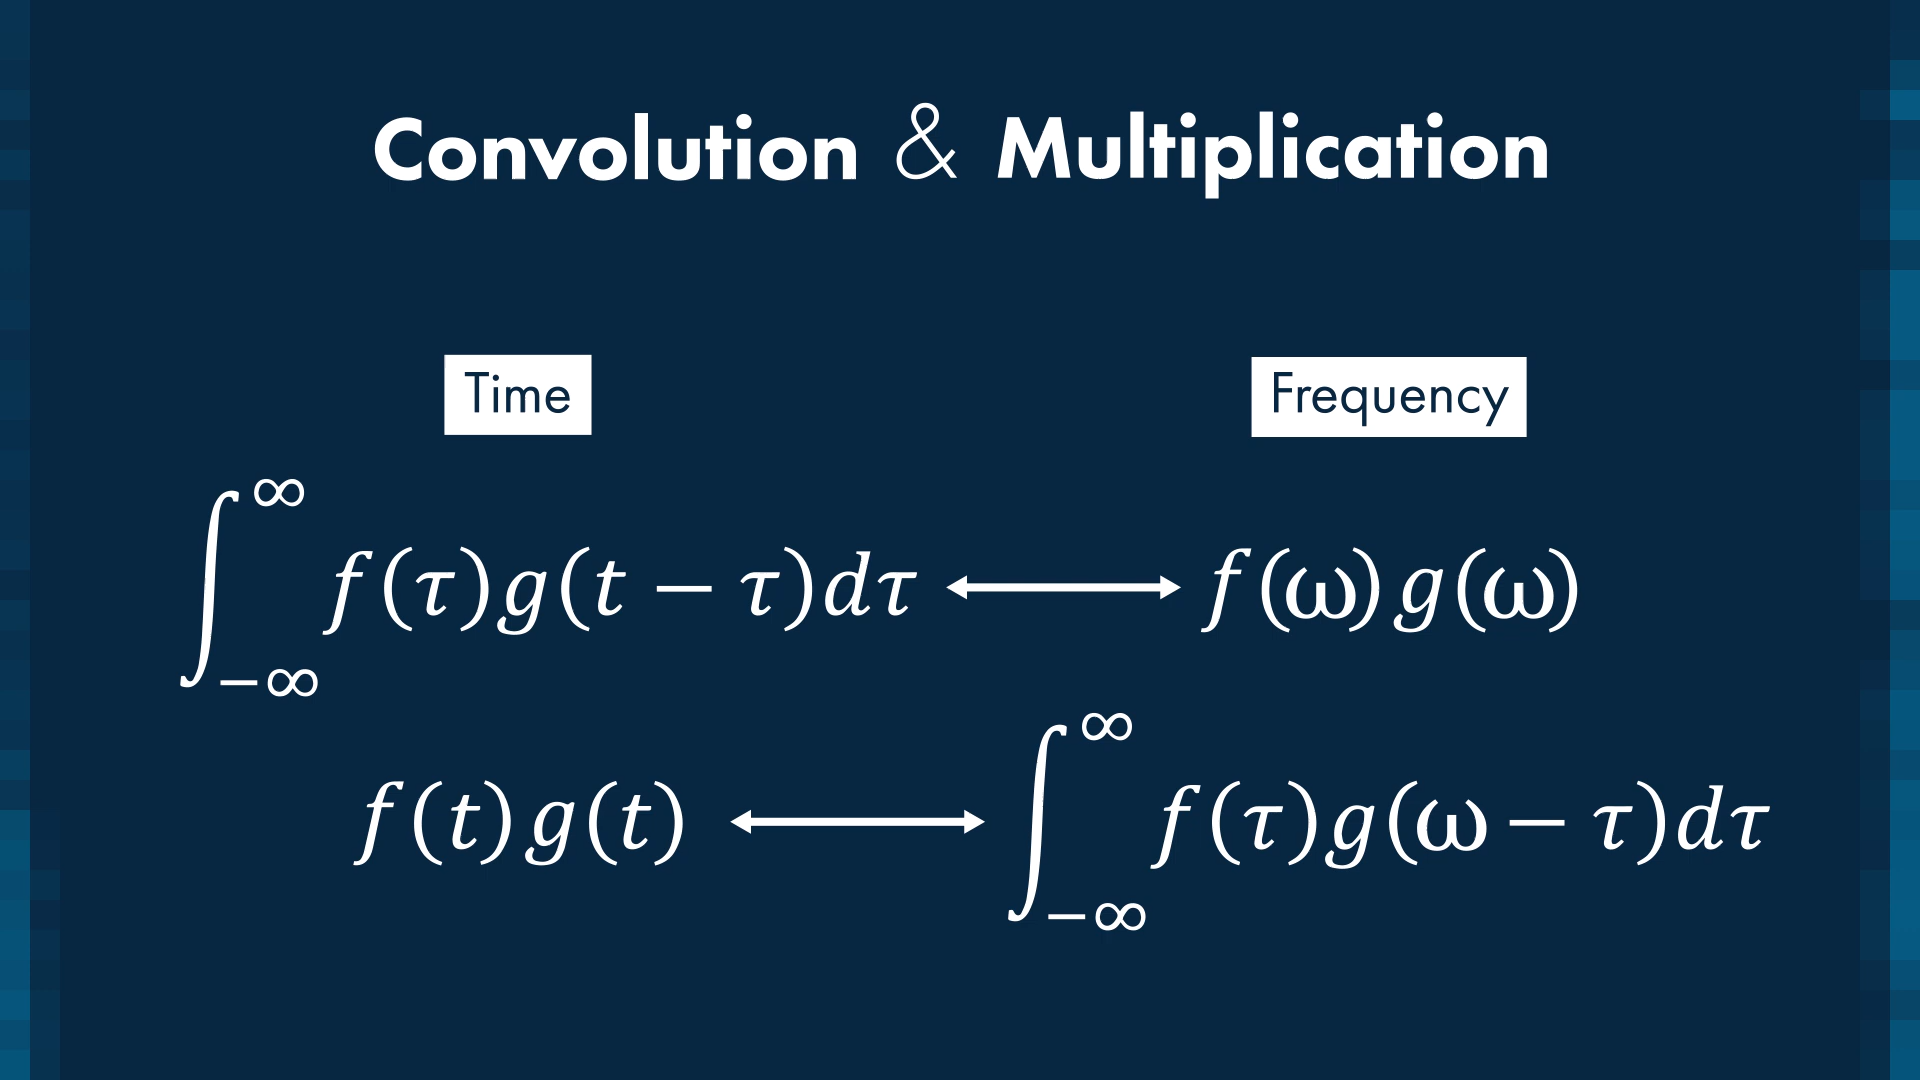 Convolution & Multiplication
Time
Frequency
∫_{-∞}^{∞} f(τ)g(t − τ)dτ ⟷ f(ω)g(ω)
f(t)g(t) ⟷ ∫_{-∞}^{∞} f(τ)g(ω − τ)dτ